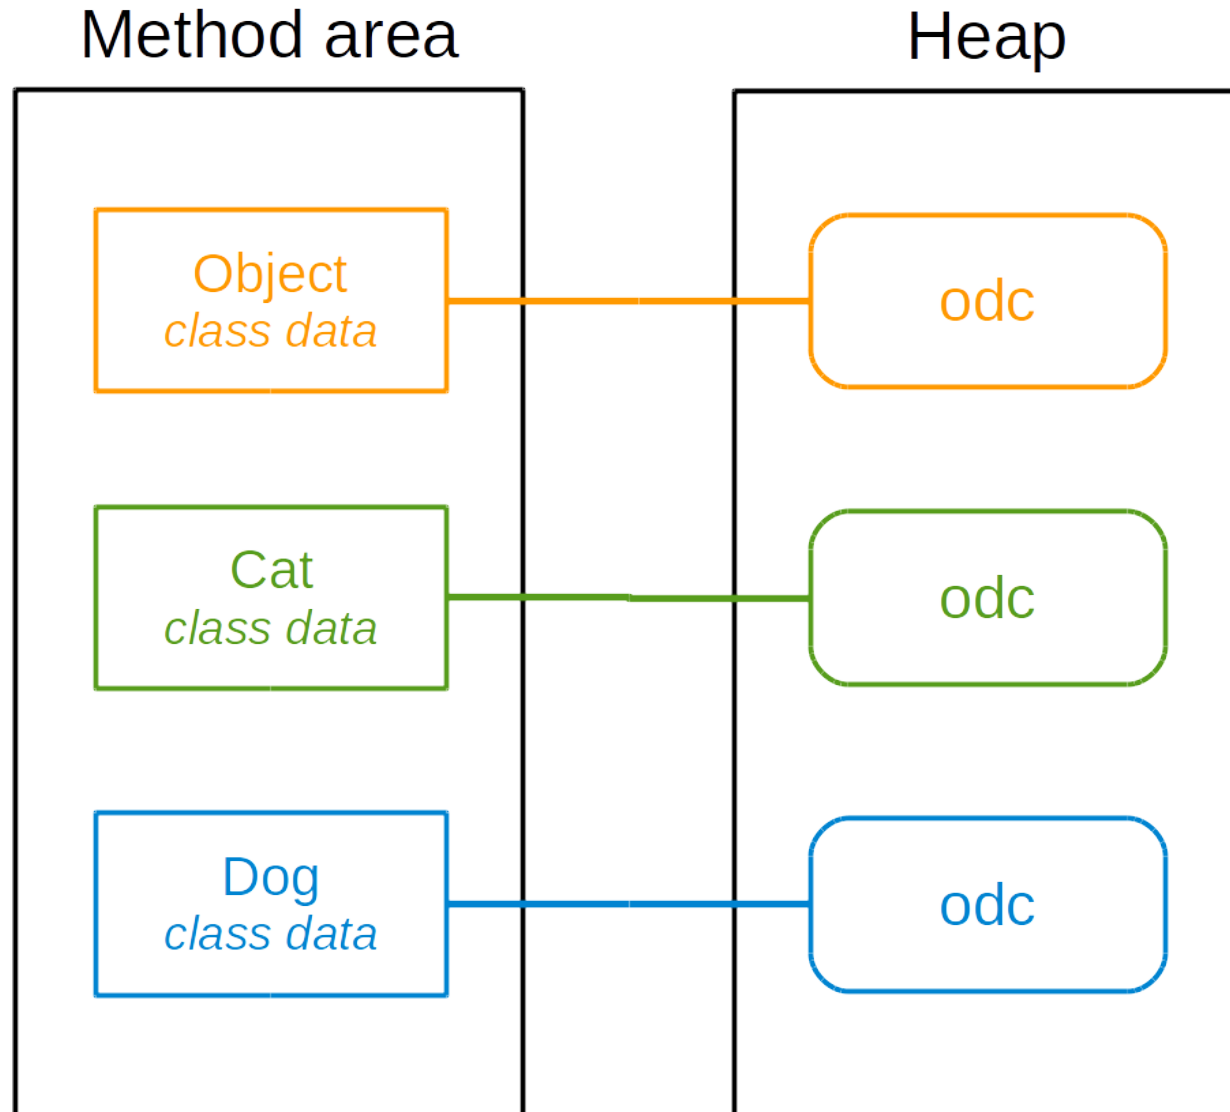 Method area
Heap
Object
class data
odc
Cat
class data
odc
Dog
class data
odc